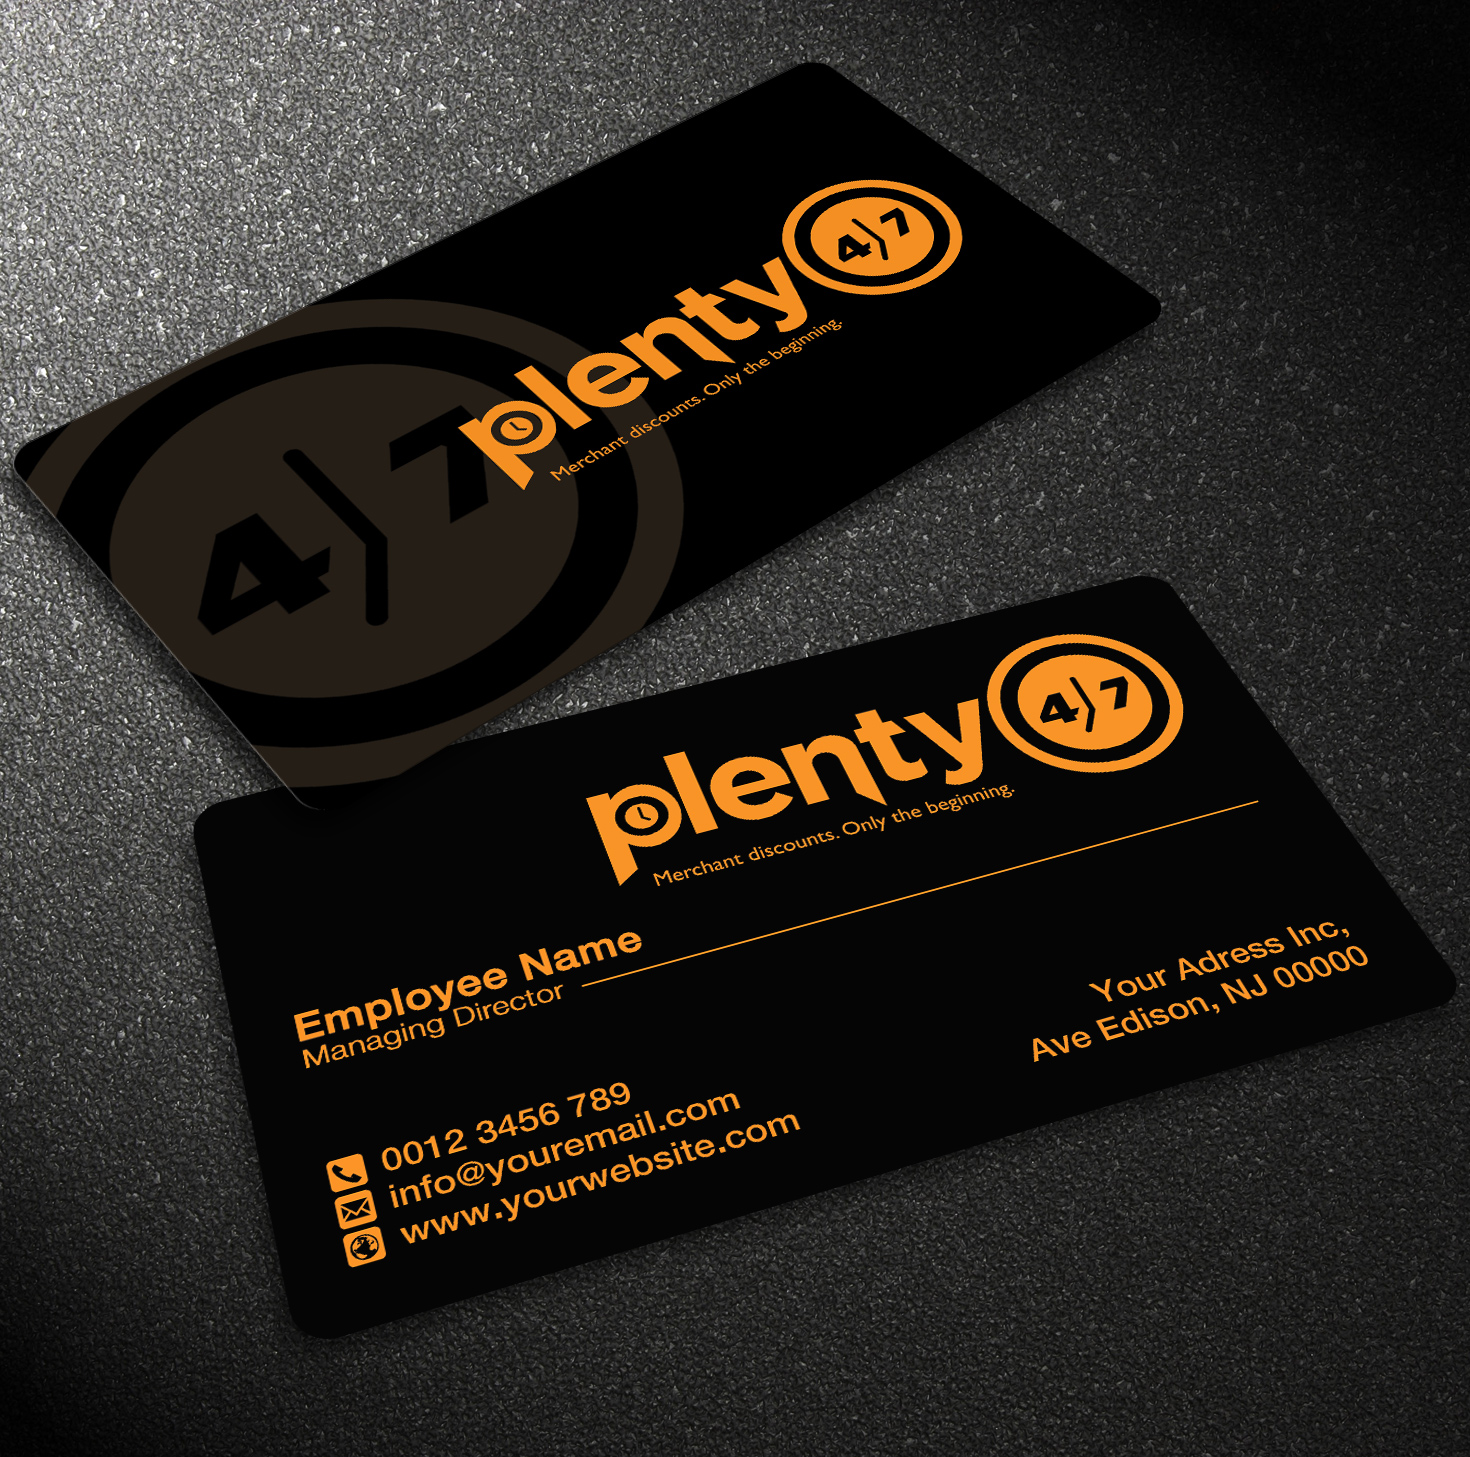 plenty 4|7
Merchant discounts. Only the beginning.
4|7
plenty 4|7
Merchant discounts. Only the beginning.
Employee Name
Managing Director
0012 3456 789
info@youremail.com
www.yourwebsite.com
Your Adress Inc,
Ave Edison, NJ 00000